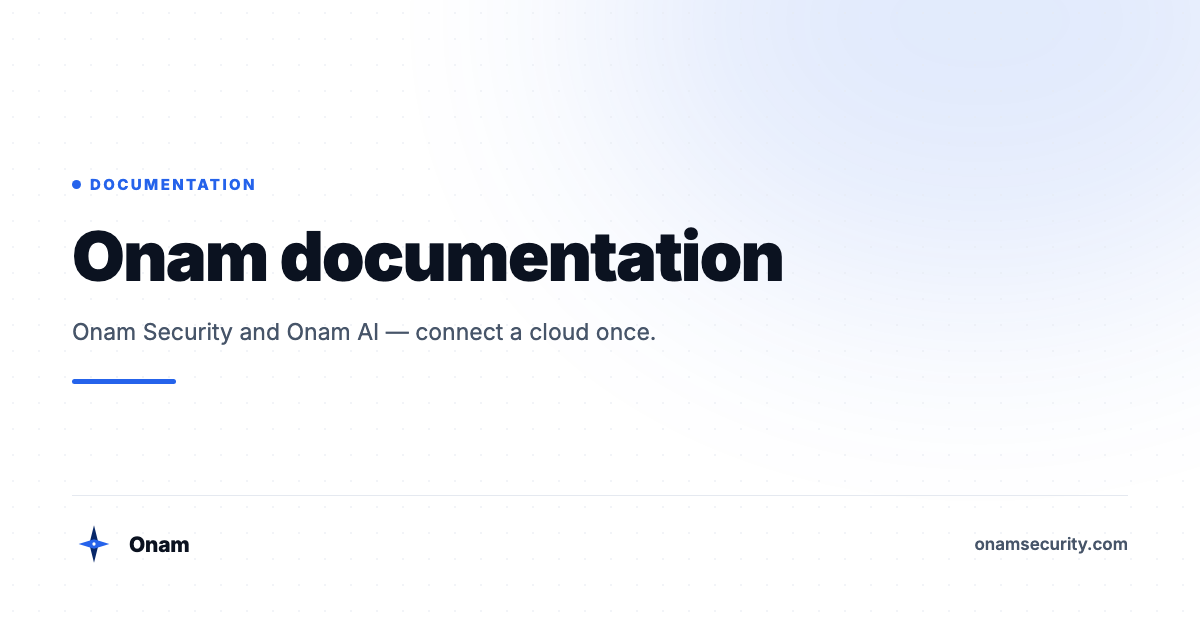 DOCUMENTATION
Onam documentation
Onam Security and Onam AI — connect a cloud once.
Onam
onamsecurity.com